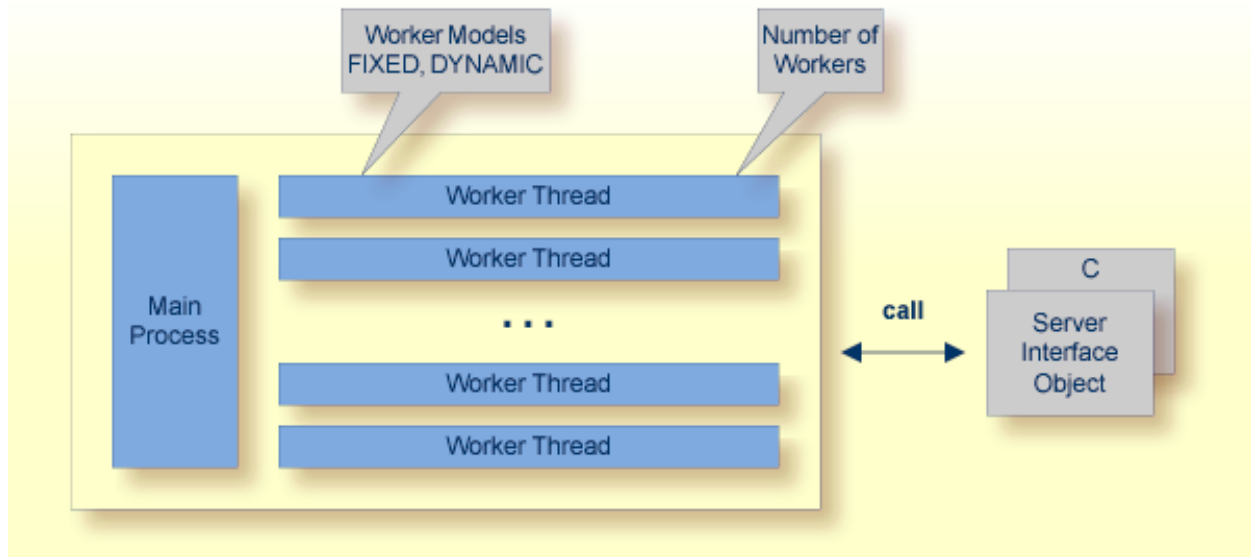 Worker Models
FIXED, DYNAMIC
Number of
Workers
Main
Process
Worker Thread
Worker Thread
...
Worker Thread
Worker Thread
call
C
Server
Interface
Object